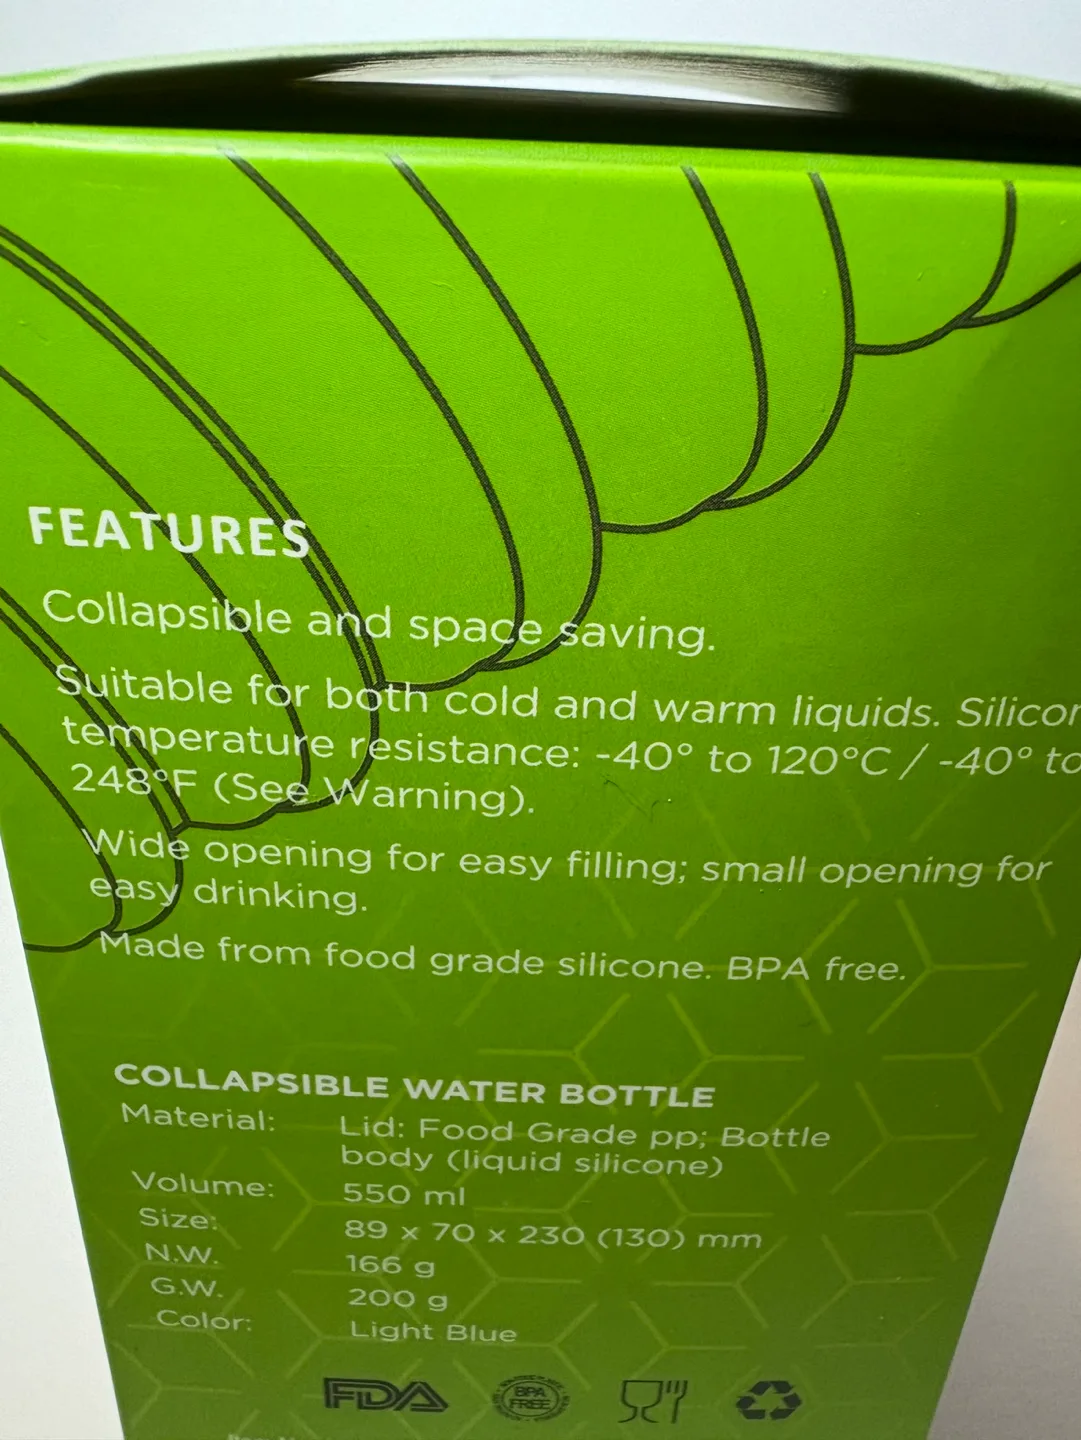 FEATURES
Collapsible and space saving.
Suitable for both cold and warm liquids.
temperature resistance: -40° to 120°C / -40° to
248°F (See Warning).
Wide opening for easy filling; small opening for
easy drinking.
Made from food grade silicone. BPA free.
COLLAPSIBLE WATER BOTTLE
Material: Lid: Food Grade pp; Bottle
body (liquid silicone)
Volume: 550 ml
Size: 89 x 70 x 230 (130) mm
N.W. 166 g
G.W. 200 g
Color: Light Blue
FDA BPA
FREE